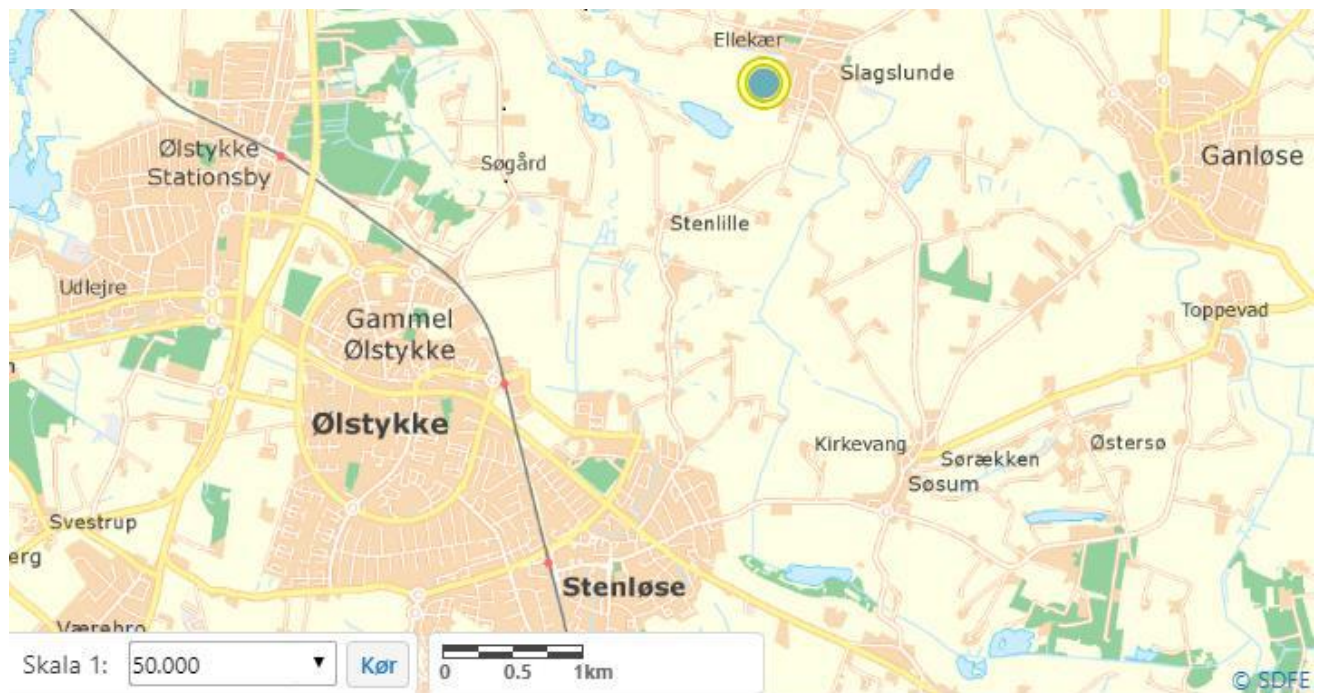 Ellekær
Slagslunde
Ølstykke
Stationsby
Søgård
Ganløse
Stenlille
Udlejre
Gammel
Ølstykke
Toppevad
Ølstykke
Kirkevang
Sørækken
Østersø
Søsum
Svestrup
erg
Stenløse
Værebro
Skala 1:
50.000
Kør
0 0.5 1km
© SDFE